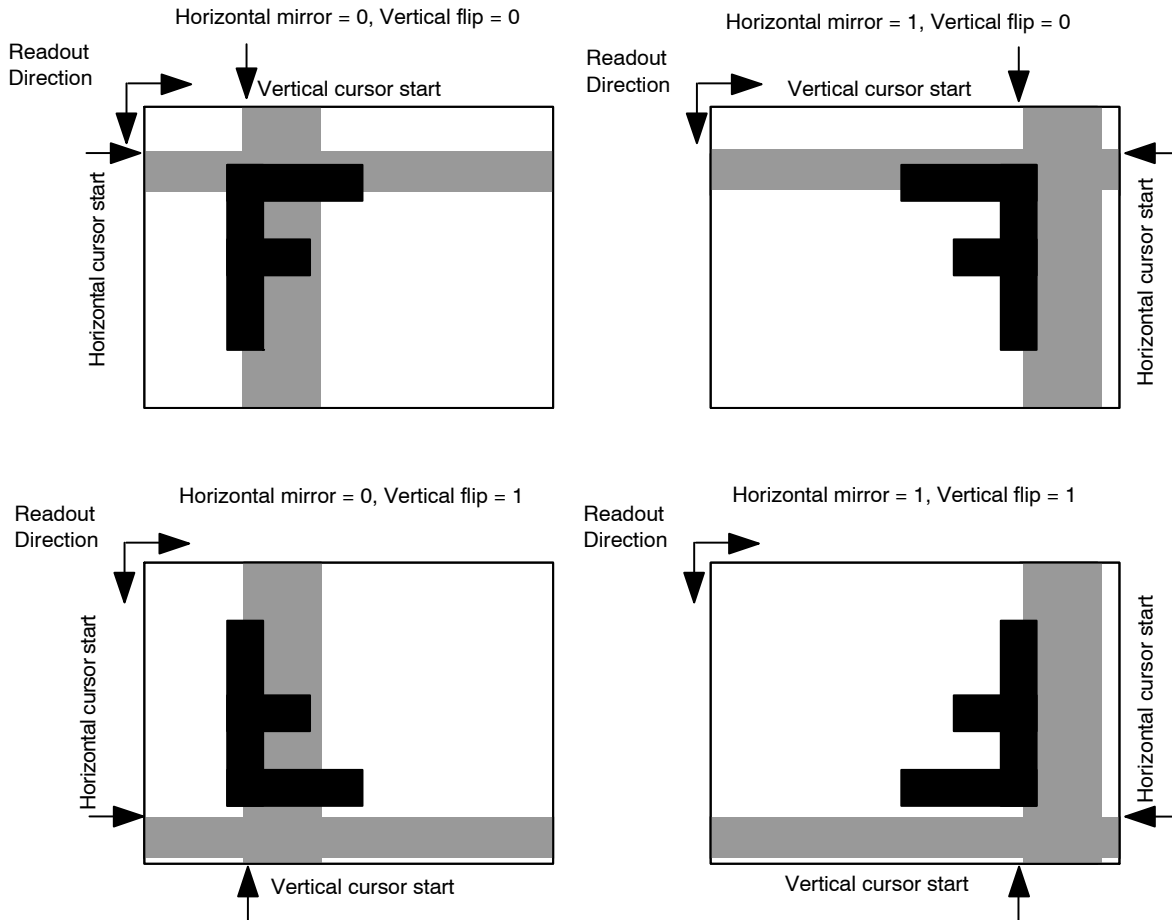 Horizontal mirror = 0, Vertical flip = 0
Readout
Direction
Vertical cursor start
Horizontal cursor start
Horizontal mirror = 1, Vertical flip = 0
Readout
Direction
Vertical cursor start
Horizontal cursor start
Horizontal mirror = 0, Vertical flip = 1
Readout
Direction
Horizontal cursor start
Vertical cursor start
Horizontal mirror = 1, Vertical flip = 1
Readout
Direction
Horizontal cursor start
Vertical cursor start